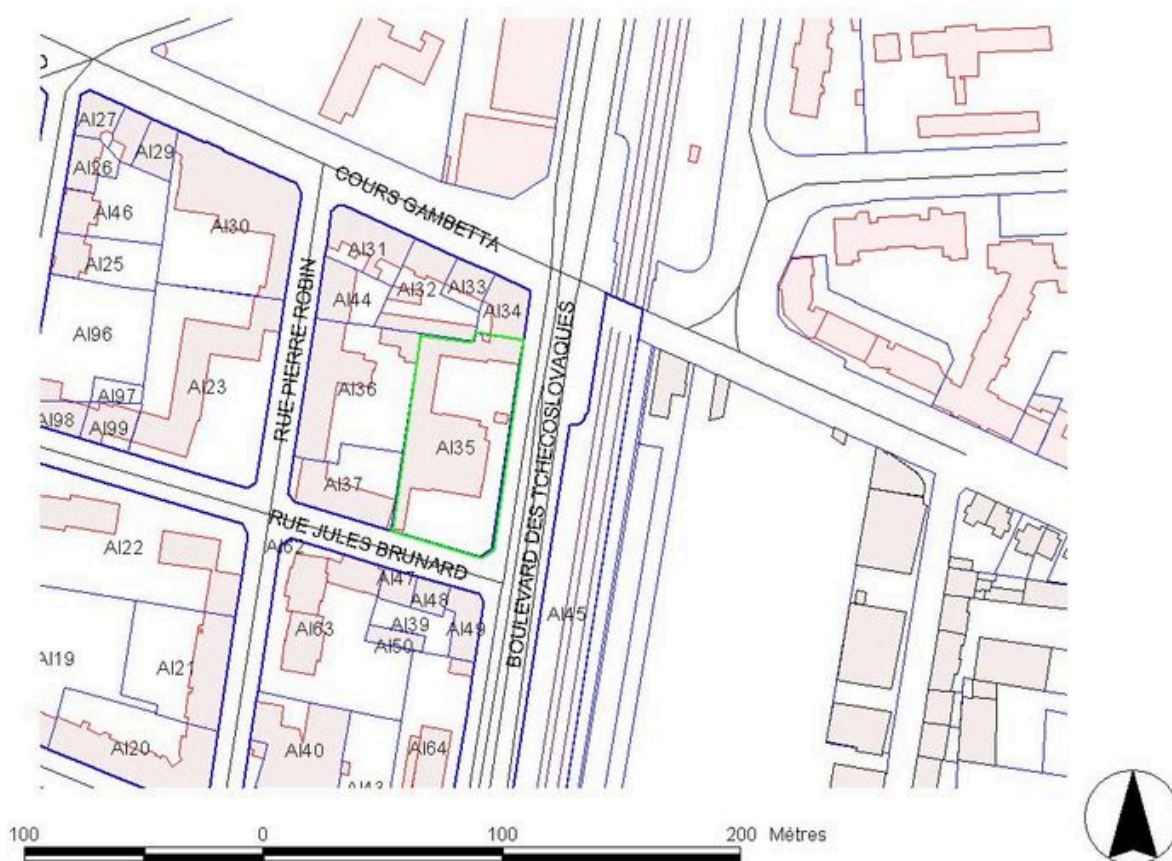 AI27
AI29
AI26
AI46
AI30
AI25
COURS GAMBETTA
AI31
AI32
AI33
AI34
AI44
RUE PIERRE ROBIN
AI96
AI97
AI23
AI36
AI98
AI99
AI35
BOULEVARD DES TCHECOSLOVAQUES
AI37
RUE JULES BRUNARD
AI22
AI62
AI47
AI48
AI63
AI39
AI49
AI50
AI45
AI19
AI21
AI20
AI40
AI64
100 0 100 200 Mètres